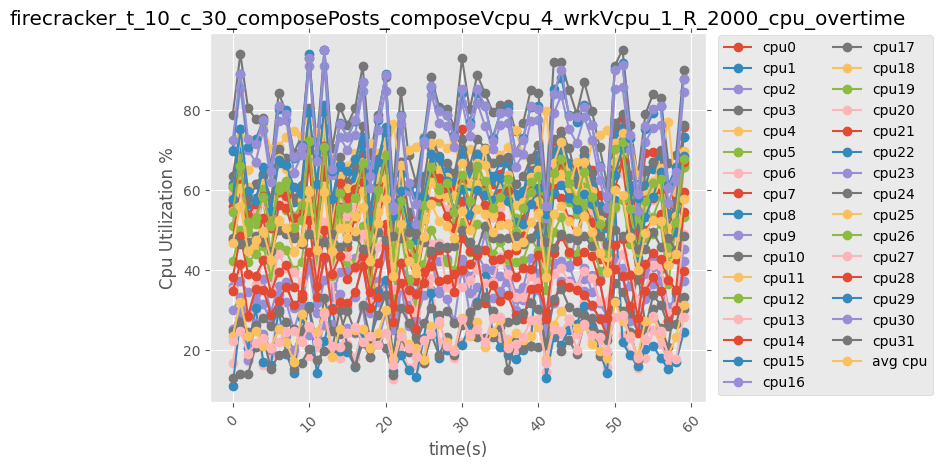 firecracker_t_10_c_30_composePosts_composeVcpu_4_wrkVcpu_1_R_2000_cpu_overtime
Cpu Utilization %
80
60
40
20
0
10
20
30
40
50
60
time(s)
cpu0
cpu1
cpu2
cpu3
cpu4
cpu5
cpu6
cpu7
cpu8
cpu9
cpu10
cpu11
cpu12
cpu13
cpu14
cpu15
cpu16
cpu17
cpu18
cpu19
cpu20
cpu21
cpu22
cpu23
cpu24
cpu25
cpu26
cpu27
cpu28
cpu29
cpu30
cpu31
avg cpu